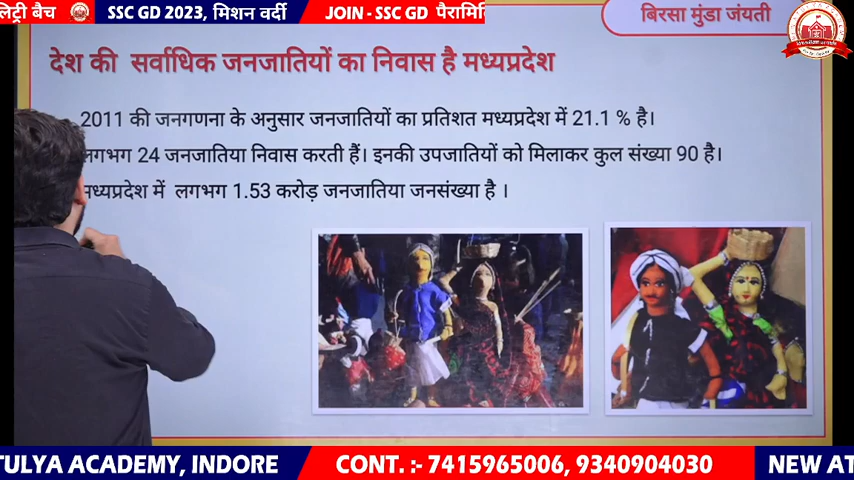 लिट्री बैच SSC GD 2023, मिशन वर्दी JOIN - SSC GD
बिरसा मुंडा जंयती
देश की सर्वाधिक जनजातियों का निवास है मध्यप्रदेश
2011 की जनगणना के अनुसार जनजातियों का प्रतिशत मध्यप्रदेश में 21.1 % है।
लगभग 24 जनजातिया निवास करती हैं। इनकी उपजातियों को मिलाकर कुल संख्या 90 है।
मध्यप्रदेश में लगभग 1.53 करोड़ जनजातिया जनसंख्या है ।
TULYA ACADEMY, INDORE CONT. :- 7415965006, 9340904030 NEW AT